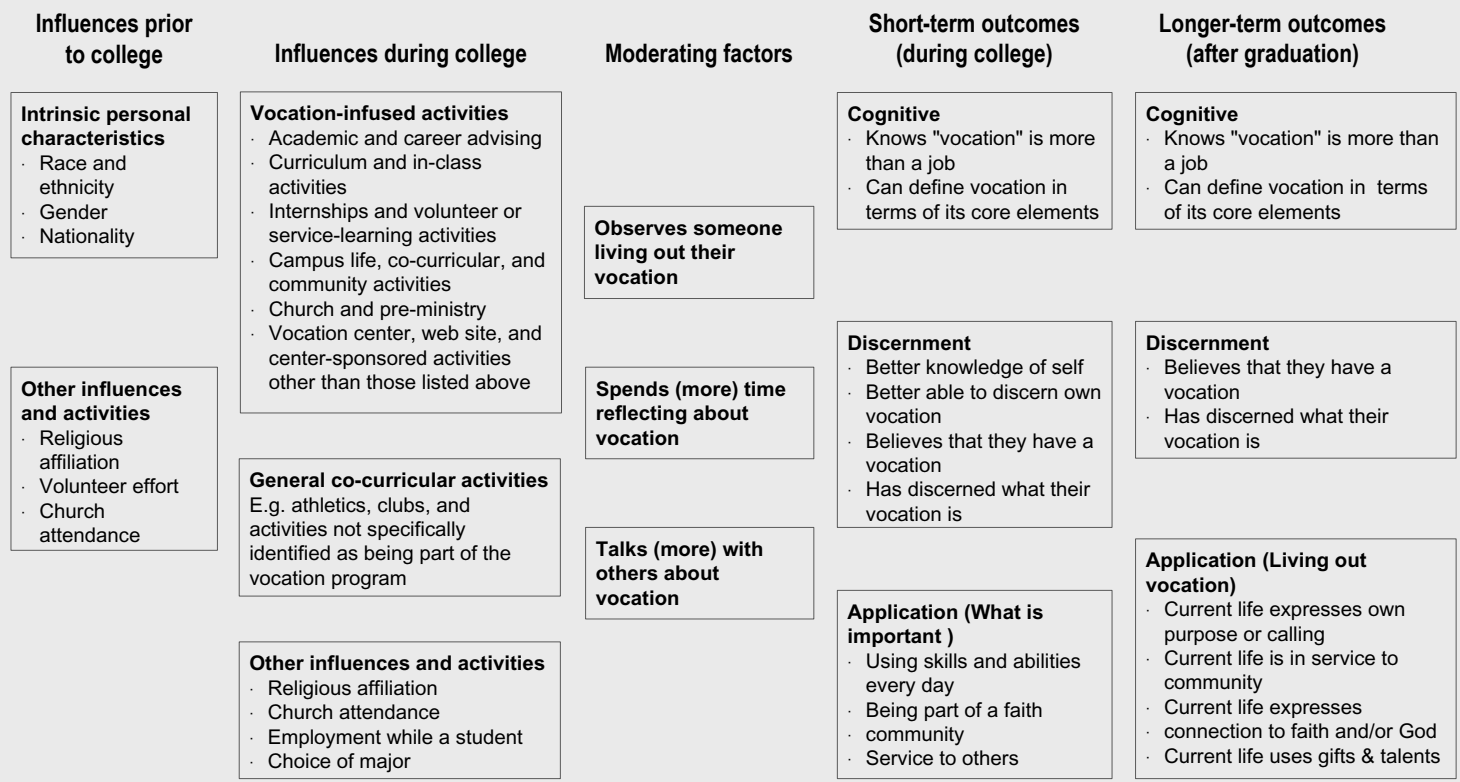 Influences prior
to college
Influences during college
Moderating factors
Short-term outcomes
(during college)
Longer-term outcomes
(after graduation)
Intrinsic personal
characteristics
· Race and
ethnicity
· Gender
· Nationality
Other influences
and activities
· Religious
affiliation
· Volunteer effort
· Church
attendance
Vocation-infused activities
· Academic and career advising
· Curriculum and in-class
activities
· Internships and volunteer or
service-learning activities
· Campus life, co-curricular, and
community activities
· Church and pre-ministry
· Vocation center, web site, and
center-sponsored activities
other than those listed above
General co-curricular activities
E.g. athletics, clubs, and
activities not specifically
identified as being part of the
vocation program
Other influences and activities
· Religious affiliation
· Church attendance
· Employment while a student
· Choice of major
Observes someone
living out their
vocation
Spends (more) time
reflecting about
vocation
Talks (more) with
others about
vocation
Cognitive
· Knows "vocation" is more
than a job
· Can define vocation in
terms of its core elements
Discernment
· Better knowledge of self
· Better able to discern own
vocation
· Believes that they have a
vocation
· Has discerned what their
vocation is
Application (What is
important )
· Using skills and abilities
every day
· Being part of a faith
· community
· Service to others
Cognitive
· Knows "vocation" is more than
a job
· Can define vocation in terms
of its core elements
Discernment
· Believes that they have a
vocation
· Has discerned what their
vocation is
Application (Living out
vocation)
· Current life expresses own
purpose or calling
· Current life is in service to
community
· Current life expresses
· connection to faith and/or God
· Current life uses gifts & talents